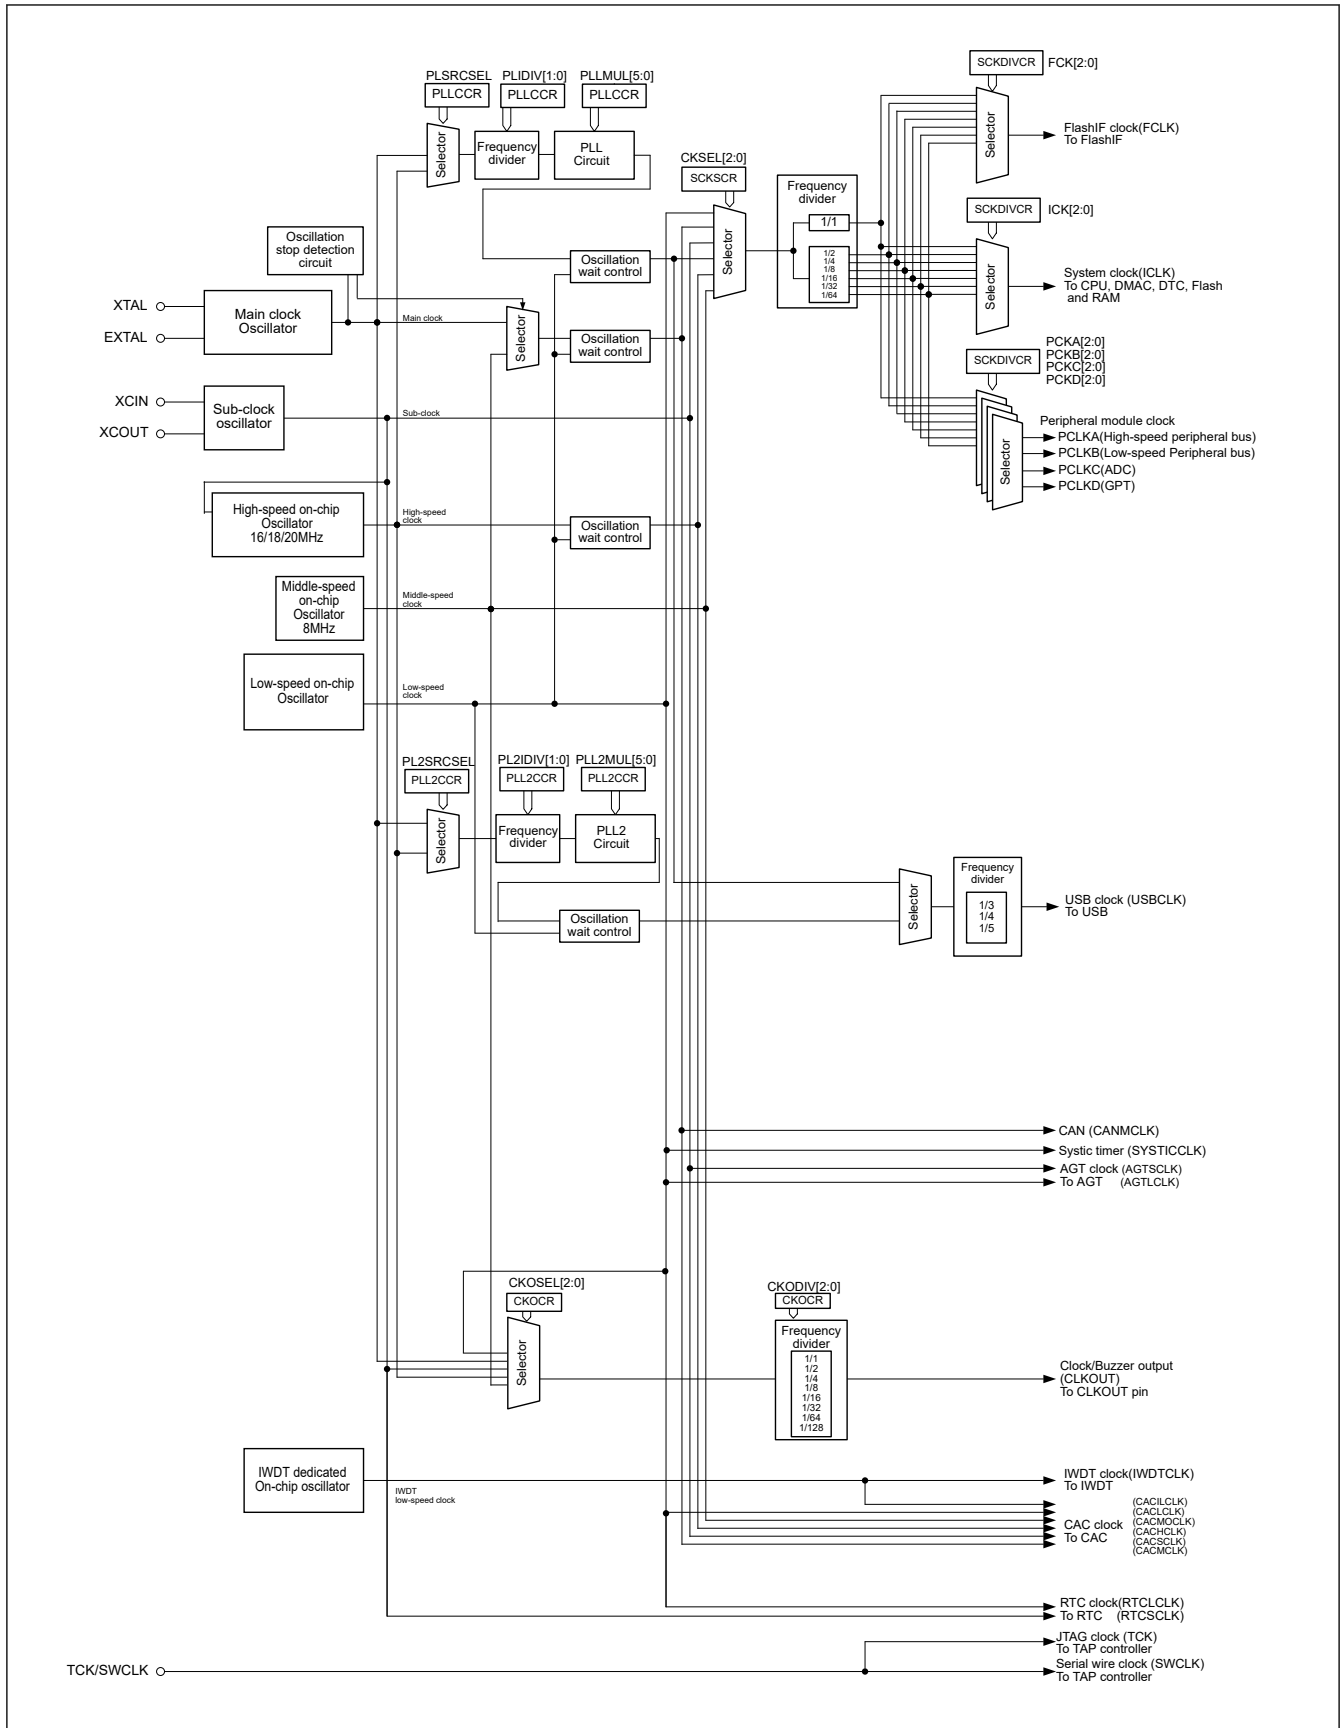 SCKDIVCR FCK[2:0]
PLSRCSEL PLIDIV[1:0] PLLMUL[5:0]
PLLCCR PLLCCR PLLCCR
Selector
Frequency
divider
PLL
Circuit
Selector
FlashIF clock(FCLK)
To FlashIF
CKSEL[2:0]
SCKSCR
Selector
Frequency
divider
1/1
1/2
1/4
1/8
1/16
1/32
1/64
SCKDIVCR ICK[2:0]
Selector
System clock(ICLK)
To CPU, DMAC, DTC, Flash
and RAM
Oscillation
stop detection
circuit
Oscillation
wait control
XTAL
EXTAL
Main clock
Oscillator
Main clock
Selector
Oscillation
wait control
SCKDIVCR
PCKA[2:0]
PCKB[2:0]
PCKC[2:0]
PCKD[2:0]
Selector
Peripheral module clock
PCLKA(High-speed peripheral bus)
PCLKB(Low-speed Peripheral bus)
PCLKC(ADC)
PCLKD(GPT)
XCIN
XCOUT
Sub-clock
oscillator
Sub-clock
High-speed on-chip
Oscillator
16/18/20MHz
High-speed
clock
Oscillation
wait control
Middle-speed
on-chip
Oscillator
8MHz
Middle-speed
clock
Low-speed on-chip
Oscillator
Low-speed
clock
PL2SRCSEL PL2IDIV[1:0] PLL2MUL[5:0]
PLL2CCR PLL2CCR PLL2CCR
Selector
Frequency
divider
PLL2
Circuit
Oscillation
wait control
Selector
Frequency
divider
1/3
1/4
1/5
USB clock (USBCLK)
To USB
CAN (CANMCLK)
Systic timer (SYSTICCLK)
AGT clock (AGTSCLK)
To AGT (AGTLCLK)
CKOSEL[2:0]
CKOCR
Selector
CKODIV[2:0]
CKOCR
Frequency
divider
1/1
1/2
1/4
1/8
1/16
1/32
1/64
1/128
Clock/Buzzer output
(CLKOUT)
To CLKOUT pin
IWDT dedicated
On-chip oscillator
IWDT
low-speed clock
IWDT clock(IWDTCLK)
To IWDT
CAC clock
To CAC
(CACILCLK)
(CACLCLK)
(CACMOCLK)
(CACHCLK)
(CACSCLK)
(CACMCLK)
RTC clock(RTCLCLK)
To RTC (RTCSCLK)
JTAG clock (TCK)
To TAP controller
TCK/SWCLK
Serial wire clock (SWCLK)
To TAP controller